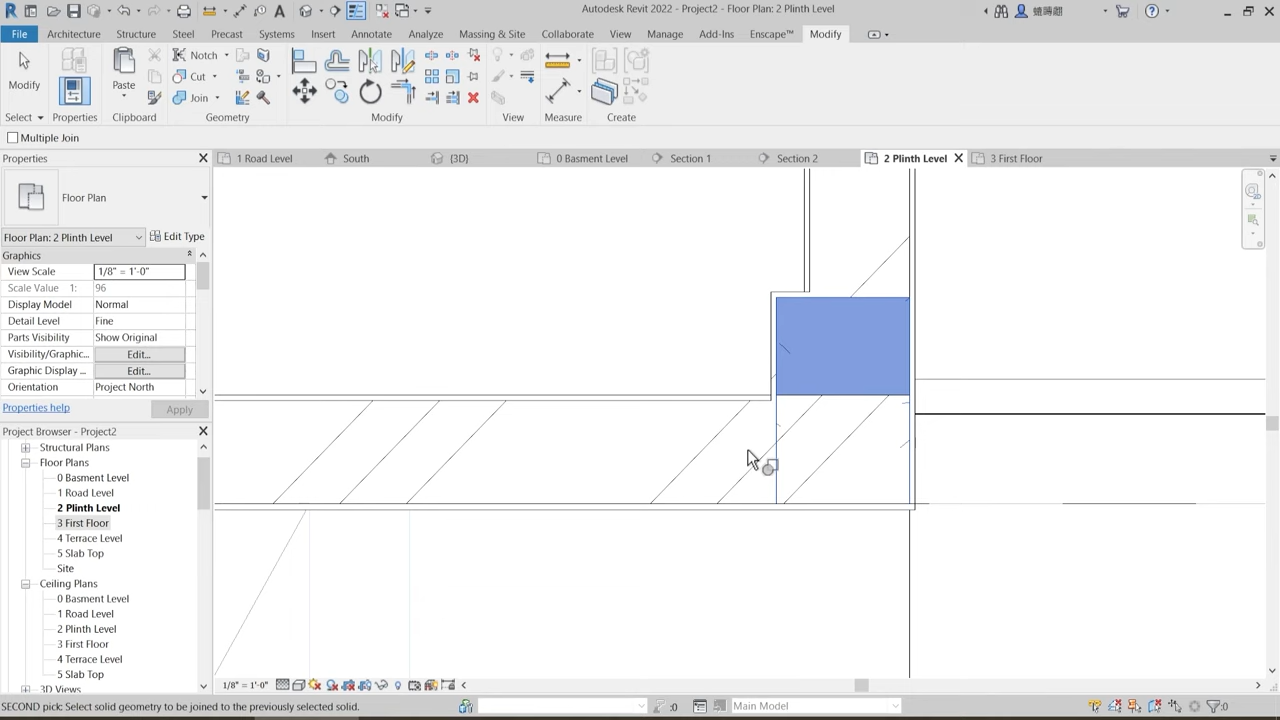 Autodesk Revit 2022 - Project2 - Floor Plan: 2 Plinth Level
File Architecture Structure Steel Precast Systems Insert Annotate Analyze Massing & Site Collaborate View Manage Add-Ins Enscape™ Modify
Modify Paste Notch Cut Join
Select Properties Clipboard Geometry Modify View Measure Create
Multiple Join
Properties
1 Road Level South {3D} 0 Basment Level Section 1 Section 2 2 Plinth Level 3 First Floor
Floor Plan
Floor Plan: 2 Plinth Level Edit Type
Graphics
View Scale 1/8" = 1'-0"
Scale Value 1: 96
Display Model Normal
Detail Level Fine
Parts Visibility Show Original
Visibility/Graphic... Edit...
Graphic Display ... Edit...
Orientation Project North
Properties help Apply
Project Browser - Project2
Structural Plans
Floor Plans
0 Basment Level
1 Road Level
2 Plinth Level
3 First Floor
4 Terrace Level
5 Slab Top
Site
Ceiling Plans
0 Basment Level
1 Road Level
2 Plinth Level
3 First Floor
4 Terrace Level
5 Slab Top
3D Views
1/8" = 1'-0"
SECOND pick: Select solid geometry to be joined to the previously selected solid. :0 Main Model :0